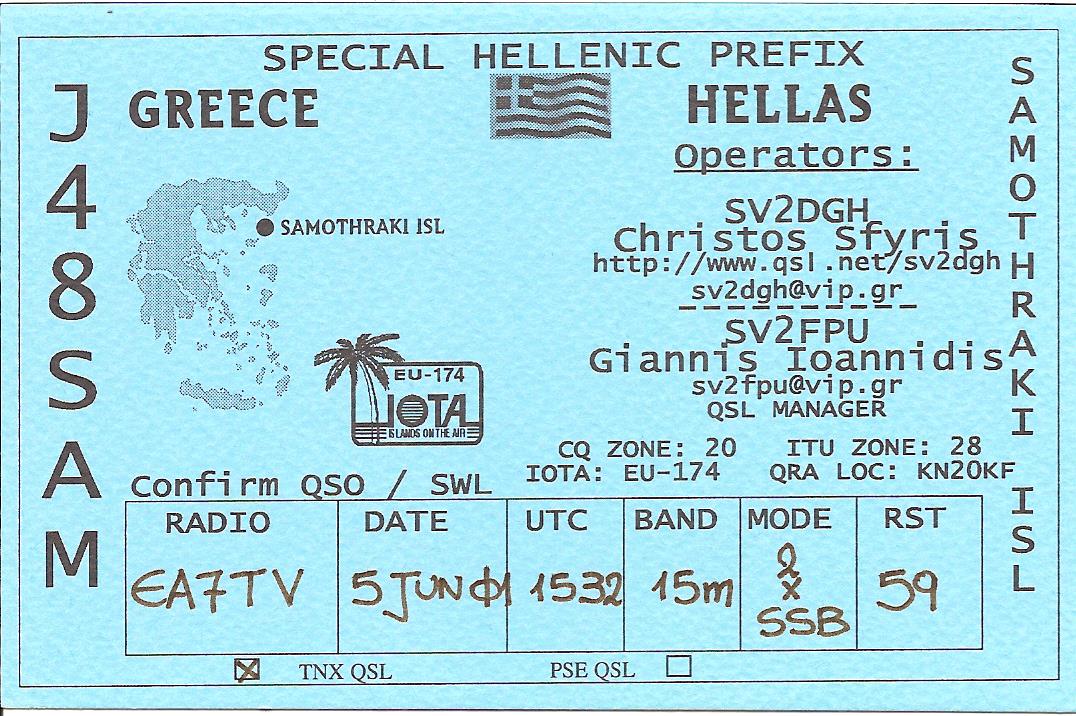 SPECIAL HELLENIC PREFIX
J48SAM
GREECE
HELLAS
SAMOTHRAKI ISL
Operators:
SV2DGH
Christos Sfyris
http://www.qsl.net/sv2dgh
sv2dgh@vip.gr
SV2FPU
Giannis Ioannidis
sv2fpu@vip.gr
QSL MANAGER
SAMOTHRAKI ISL
EU-174
IOTA
ISLANDS ON THE AIR
CQ ZONE: 20 ITU ZONE: 28
IOTA: EU-174 QRA LOC: KN20KF
Confirm QSO / SWL
RADIO DATE UTC BAND MODE RST
EA7TV 5 JUN 01 1532 15m 2x SSB 59
TNX QSL PSE QSL